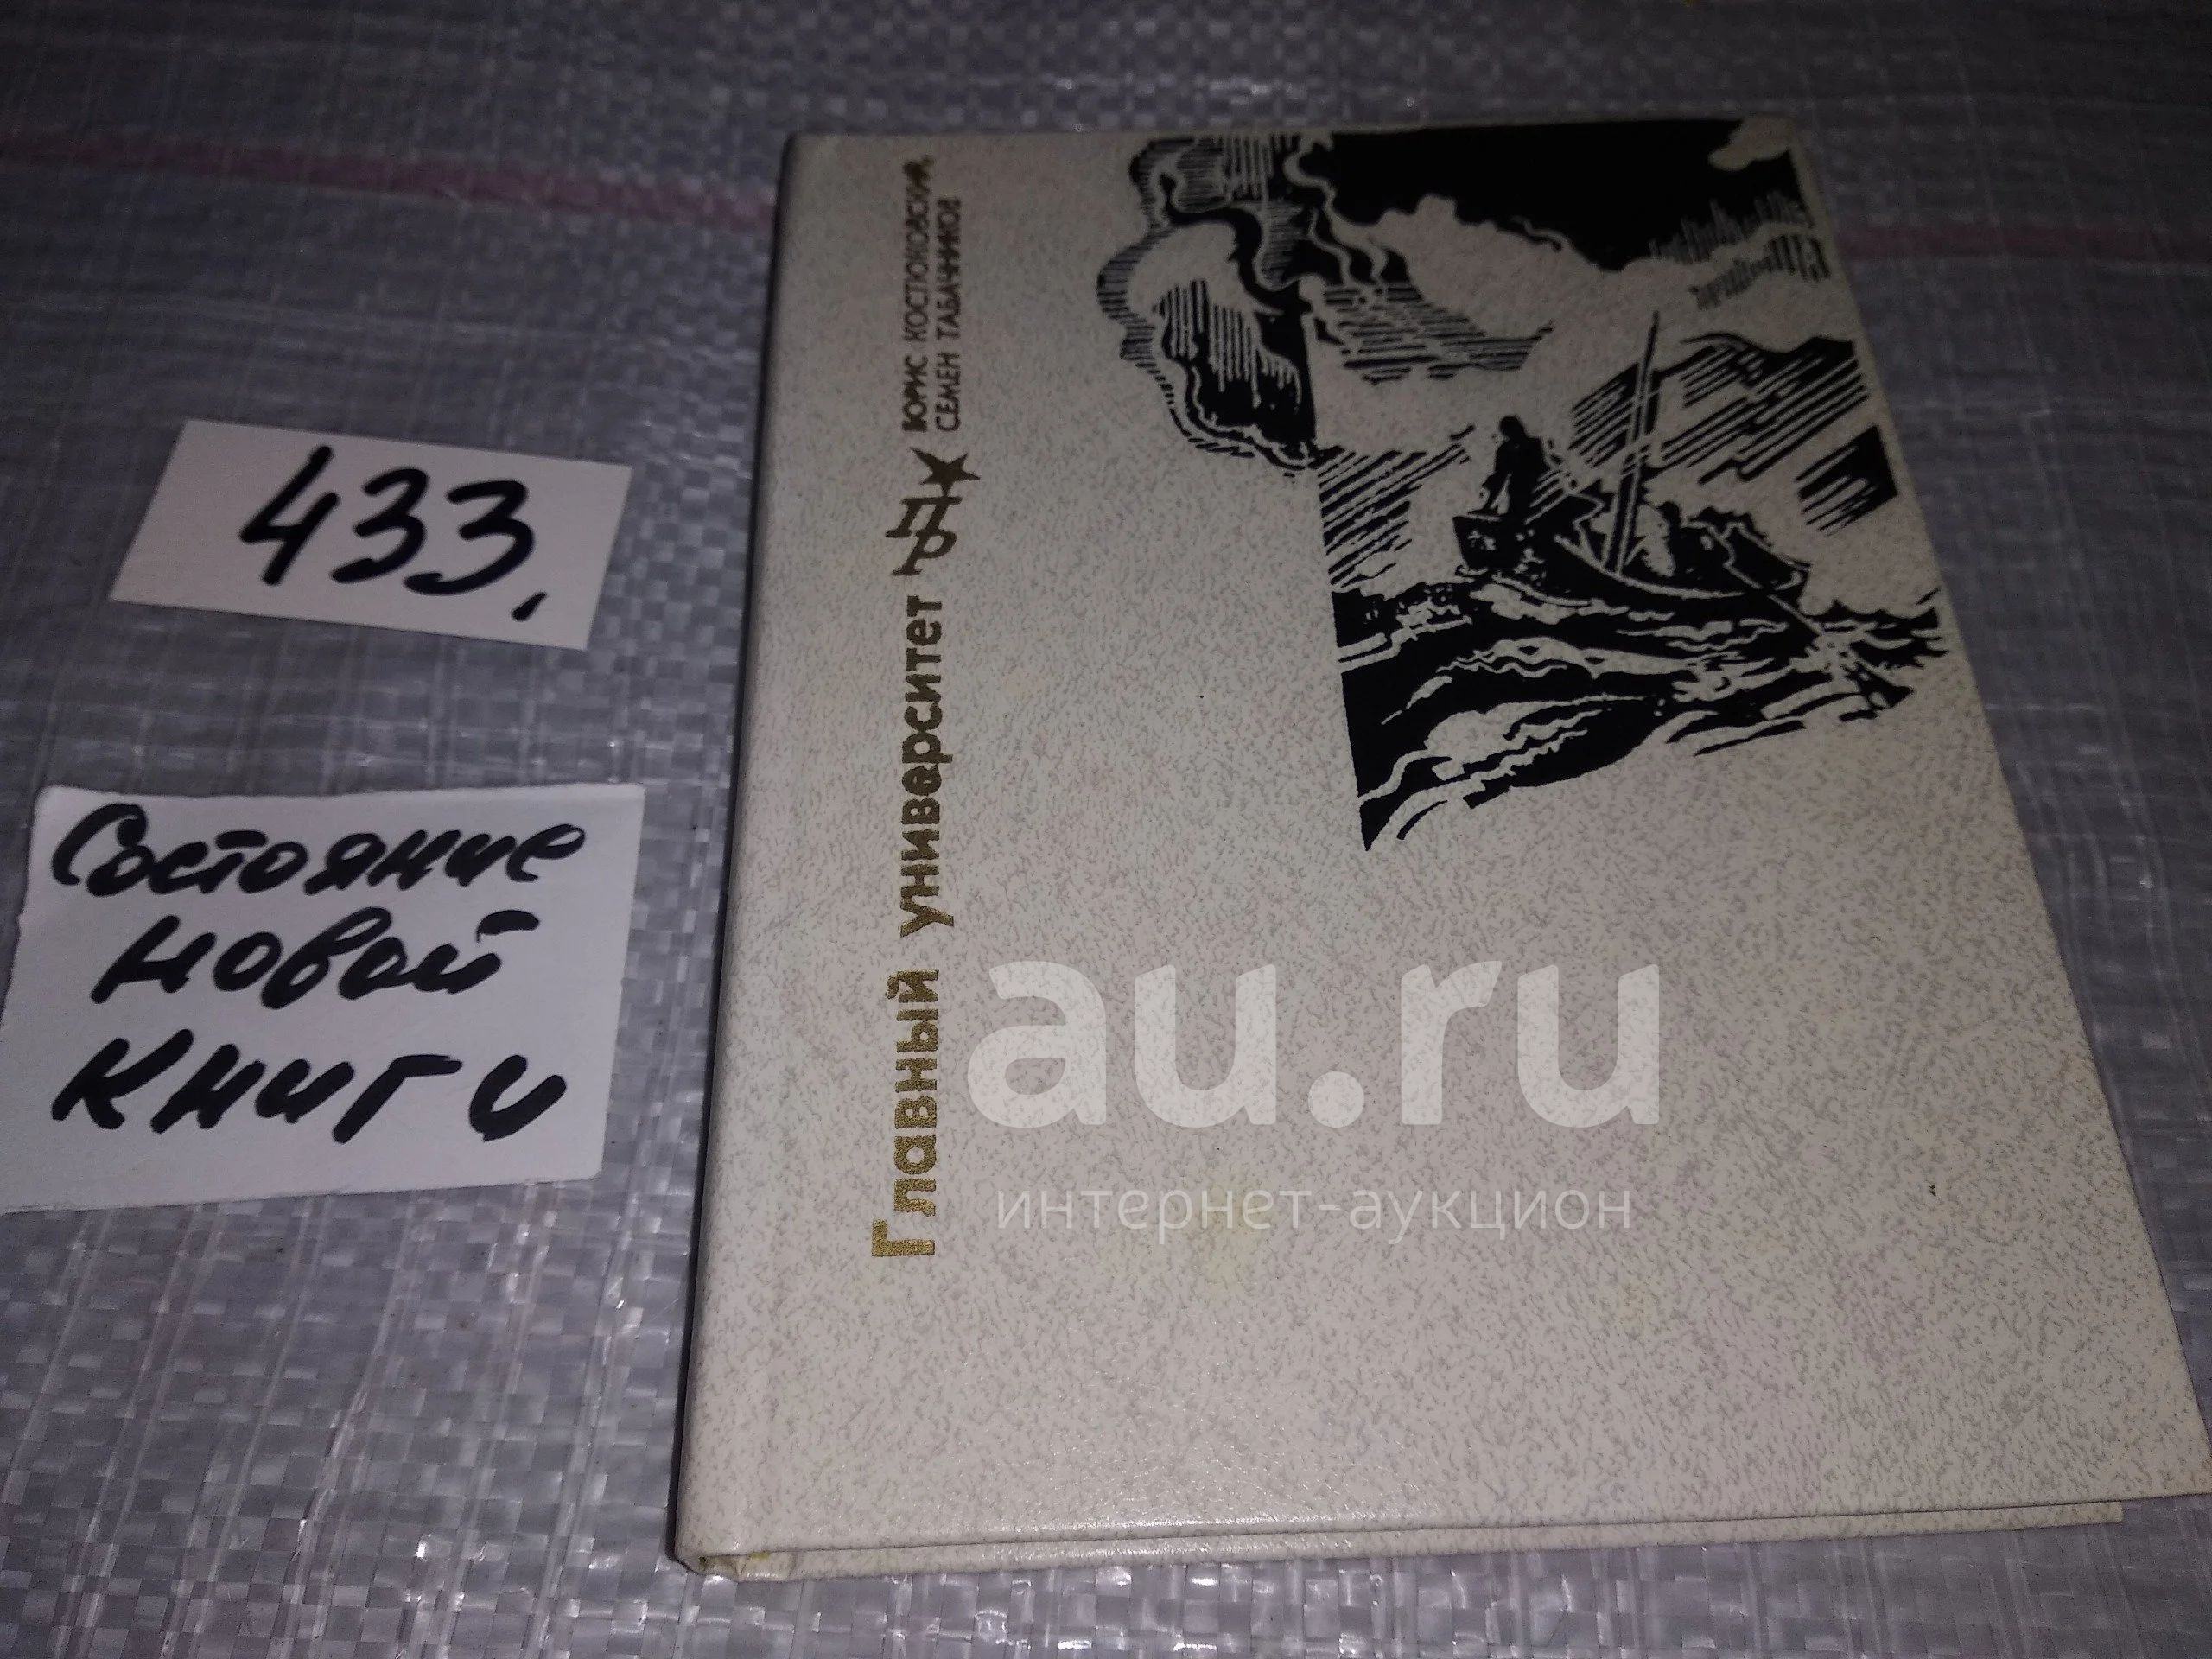 433.
Состояние
новой
книги
Главный университет
БОРИС КОСТЮКОВСКИЙ,
СЕМЕН ТАБАЧНИКОВ
au.ru
интернет-аукцион